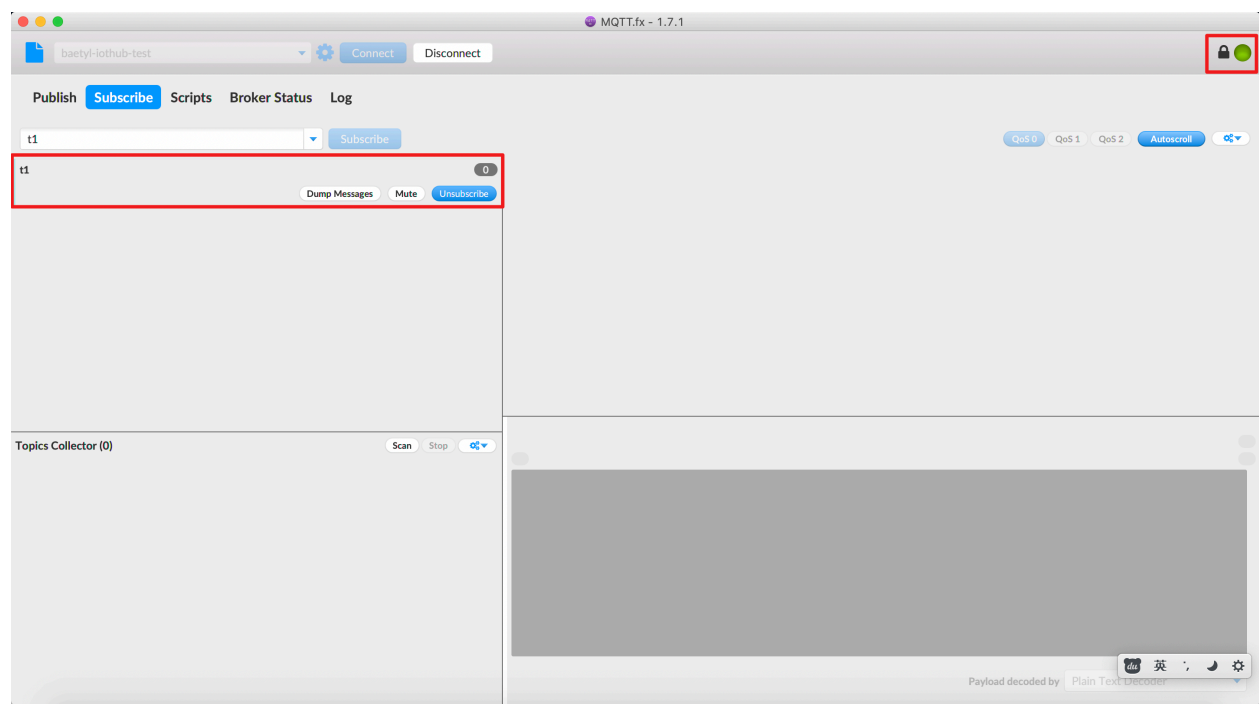 MQTT.fx - 1.7.1
baetyl-iothub-test Connect Disconnect
Publish Subscribe Scripts Broker Status Log
t1 Subscribe QoS 0 QoS 1 QoS 2 Autoscroll
t1 0
Dump Messages Mute Unsubscribe
Topics Collector (0) Scan Stop
du 英
Payload decoded by Plain Text Decoder